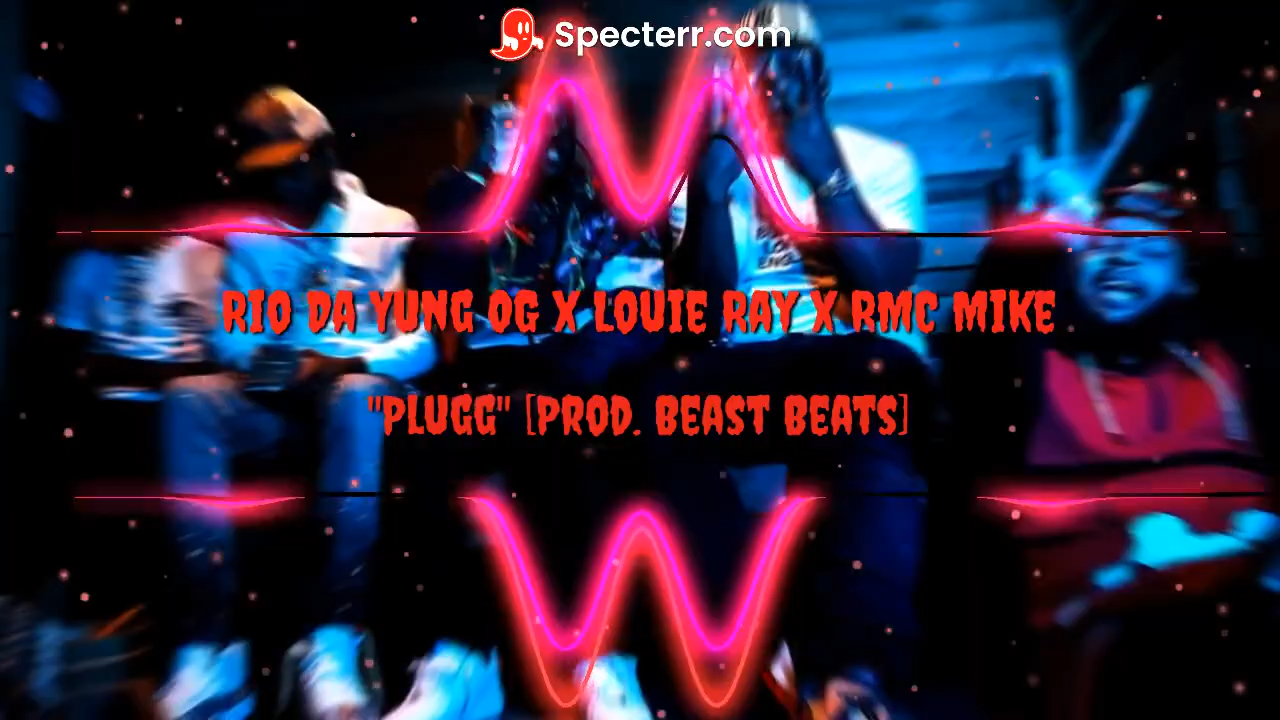 Specterr.com
RIO DA YUNG OG X LOUIE RAY X RMC MIKE
"PLUGG" [PROD. BEAST BEATS]